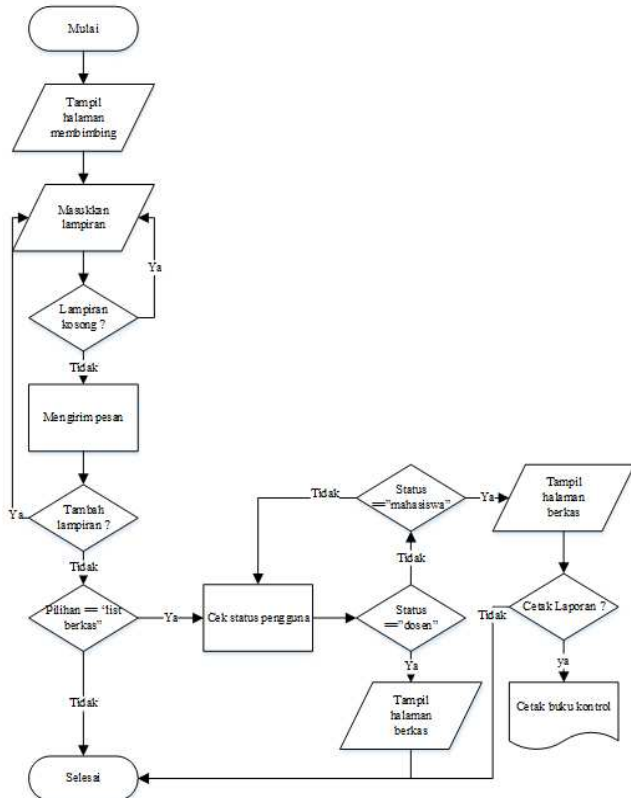 Mulai
Tampil
halaman
membimbing
Masukkan
lampiran
Ya
Lampiran
kosong ?
Tidak
Mengirim pesan
Tambah
lampiran ?
Ya
Tidak
Pilihan == "list
berkas"
Ya
Tidak
Cek status pengguna
Status
=="dosen"
Tidak
Ya
Status
=="mahasiswa"
Tidak
Ya
Tampil
halaman
berkas
Tampil
halaman
berkas
Cetak Laporan ?
Tidak
ya
Cetak buku kontrol
Selesai